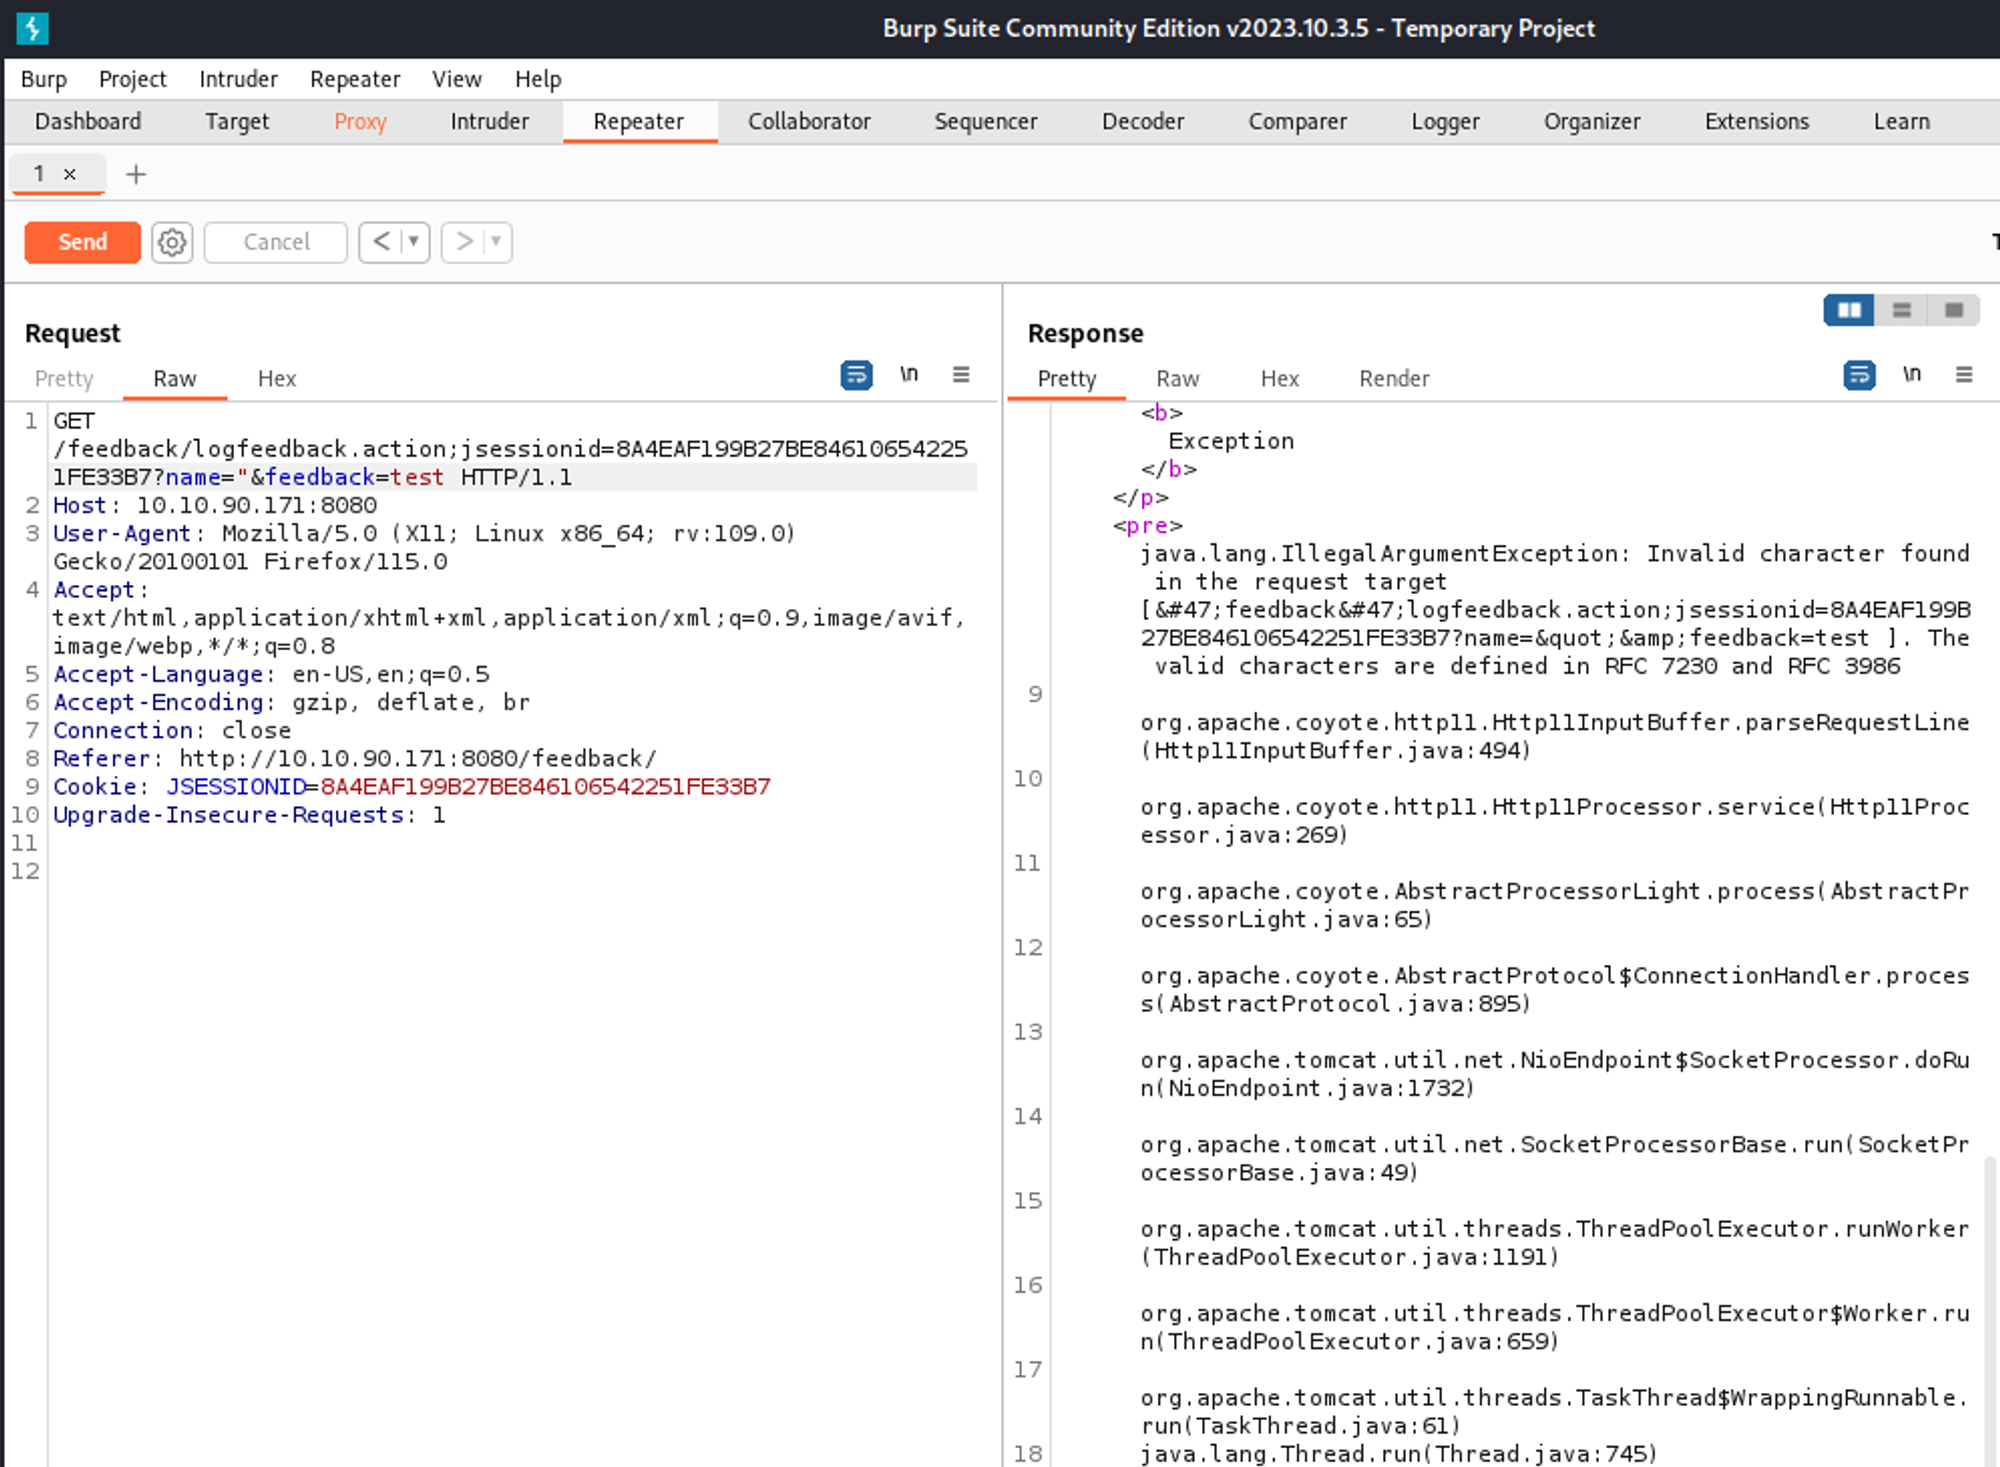 Burp Suite Community Edition v2023.10.3.5 - Temporary Project
Burp Project Intruder Repeater View Help
Dashboard Target Proxy Intruder Repeater Collaborator Sequencer Decoder Comparer Logger Organizer Extensions Learn
1 × +
Send Cancel < >
Request
Pretty Raw Hex \n
1 GET
/feedback/logfeedback.action;jsessionid=8A4EAF199B27BE84610654225
1FE33B7?name="&feedback=test HTTP/1.1
2 Host: 10.10.90.171:8080
3 User-Agent: Mozilla/5.0 (X11; Linux x86_64; rv:109.0)
Gecko/20100101 Firefox/115.0
4 Accept:
text/html,application/xhtml+xml,application/xml;q=0.9,image/avif,
image/webp,*/*;q=0.8
5 Accept-Language: en-US,en;q=0.5
6 Accept-Encoding: gzip, deflate, br
7 Connection: close
8 Referer: http://10.10.90.171:8080/feedback/
9 Cookie: JSESSIONID=8A4EAF199B27BE846106542251FE33B7
10 Upgrade-Insecure-Requests: 1
11
12
Response
Pretty Raw Hex Render \n
<b>
Exception
</b>
</p>
<pre>
java.lang.IllegalArgumentException: Invalid character found
in the request target
[&#47;feedback&#47;logfeedback.action;jsessionid=8A4EAF199B
27BE846106542251FE33B7?name=&quot;&amp;feedback=test ]. The
valid characters are defined in RFC 7230 and RFC 3986
9
org.apache.coyote.http11.Http11InputBuffer.parseRequestLine
(Http11InputBuffer.java:494)
10
org.apache.coyote.http11.Http11Processor.service(Http11Proc
essor.java:269)
11
org.apache.coyote.AbstractProcessorLight.process(AbstractPr
ocessorLight.java:65)
12
org.apache.coyote.AbstractProtocol$ConnectionHandler.proces
s(AbstractProtocol.java:895)
13
org.apache.tomcat.util.net.NioEndpoint$SocketProcessor.doRu
n(NioEndpoint.java:1732)
14
org.apache.tomcat.util.net.SocketProcessorBase.run(SocketPr
ocessorBase.java:49)
15
org.apache.tomcat.util.threads.ThreadPoolExecutor.runWorker
(ThreadPoolExecutor.java:1191)
16
org.apache.tomcat.util.threads.ThreadPoolExecutor$Worker.ru
n(ThreadPoolExecutor.java:659)
17
org.apache.tomcat.util.threads.TaskThread$WrappingRunnable.
run(TaskThread.java:61)
18 java.lang.Thread.run(Thread.java:745)